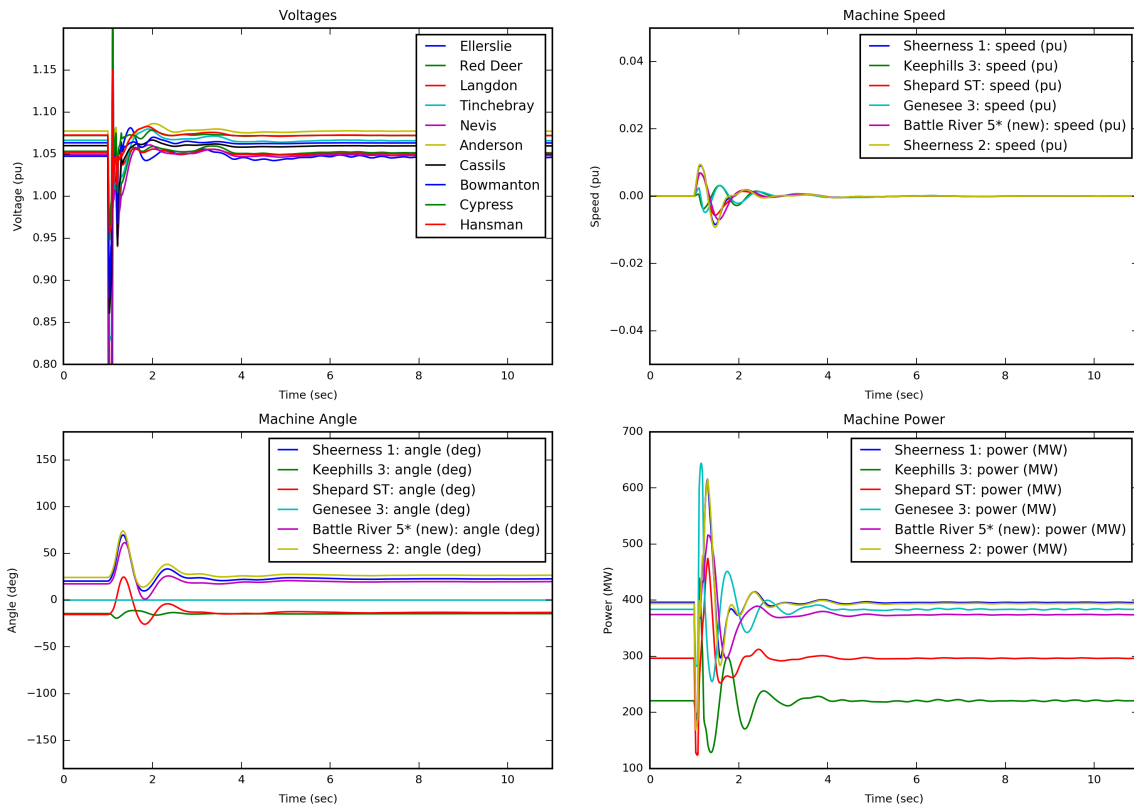 Voltages
Voltage (pu)
1.15
1.10
1.05
1.00
0.95
0.90
0.85
0.80
0 2 4 6 8 10
Time (sec)
Ellerslie
Red Deer
Langdon
Tinchebray
Nevis
Anderson
Cassils
Bowmanton
Cypress
Hansman
Machine Speed
Speed (pu)
0.04
0.02
0.00
−0.02
−0.04
0 2 4 6 8 10
Time (sec)
Sheerness 1: speed (pu)
Keephills 3: speed (pu)
Shepard ST: speed (pu)
Genesee 3: speed (pu)
Battle River 5* (new): speed (pu)
Sheerness 2: speed (pu)
Machine Angle
Angle (deg)
150
100
50
0
−50
−100
−150
0 2 4 6 8 10
Time (sec)
Sheerness 1: angle (deg)
Keephills 3: angle (deg)
Shepard ST: angle (deg)
Genesee 3: angle (deg)
Battle River 5* (new): angle (deg)
Sheerness 2: angle (deg)
Machine Power
Power (MW)
700
600
500
400
300
200
100
0 2 4 6 8 10
Time (sec)
Sheerness 1: power (MW)
Keephills 3: power (MW)
Shepard ST: power (MW)
Genesee 3: power (MW)
Battle River 5* (new): power (MW)
Sheerness 2: power (MW)